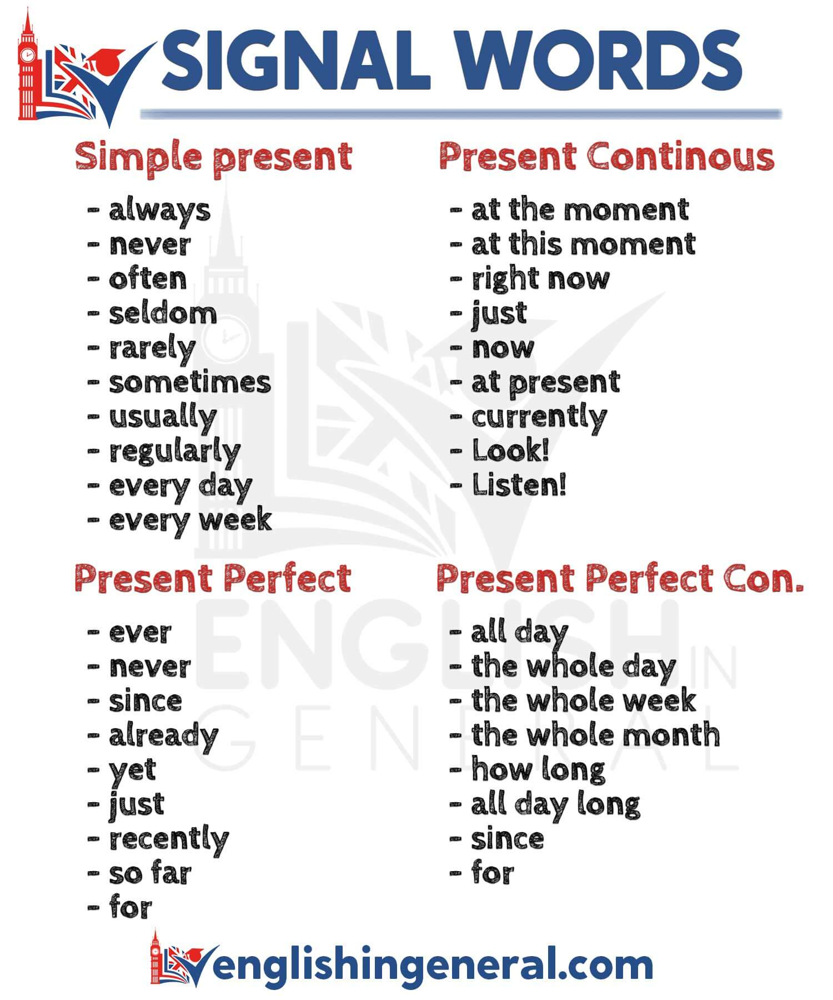 SIGNAL WORDS
Simple present
- always
- never
- often
- seldom
- rarely
- sometimes
- usually
- regularly
- every day
- every week
Present Continous
- at the moment
- at this moment
- right now
- just
- now
- at present
- currently
- Look!
- Listen!
Present Perfect
- ever
- never
- since
- already
- yet
- just
- recently
- so far
- for
Present Perfect Con.
- all day
- the whole day
- the whole week
- the whole month
- how long
- all day long
- since
- for
ENGLISH IN
GENERAL
englishingeneral.com